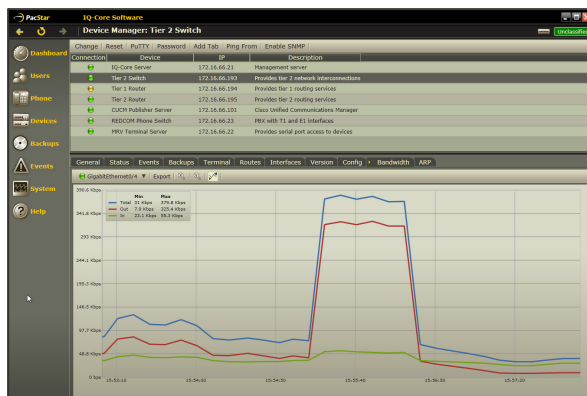 PacStar IQ-Core Software
Device Manager: Tier 2 Switch Unclassified
Dashboard
Users
Phone
Devices
Backups
Events
System
Help
Change Reset PuTTY Password Add Tab Ping From Enable SNMP
Connection Device IP Description
IQ-Core Server 172.16.66.21 Management server
Tier 2 Switch 172.16.66.193 Provides tier 2 network interconnections
Tier 1 Router 172.16.66.194 Provides tier 1 routing services
Tier 2 Router 172.16.66.195 Provides tier 2 routing services
CUCM Publisher Server 172.16.66.101 Cisco Unified Communications Manager
REDCOM Phone Switch 172.16.66.23 PBX with T1 and E1 interfaces
MRV Terminal Server 172.16.66.22 Provides serial port access to devices
General Status Events Backups Terminal Routes Interfaces Version Config Bandwidth ARP
GigabitEthernet0/4 Export
390.6 Kbps
Min Max
Total 31 Kbps 379.8 Kbps
Out 7.9 Kbps 325.4 Kbps
In 23.1 Kbps 55.2 Kbps
341.8 Kbps
293 Kbps
244.1 Kbps
195.3 Kbps
146.5 Kbps
97.7 Kbps
48.8 Kbps
0 bps
15:53:10 15:54:00 15:54:50 15:55:40 15:56:30 15:57:20